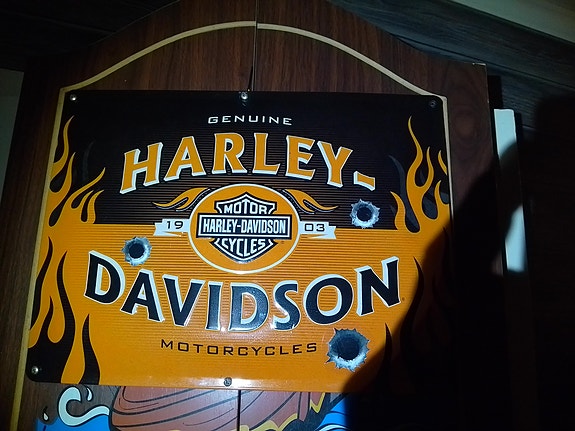 GENUINE
HARLEY-
MOTOR
19 HARLEY-DAVIDSON 03
CYCLES
DAVIDSON
MOTORCYCLES